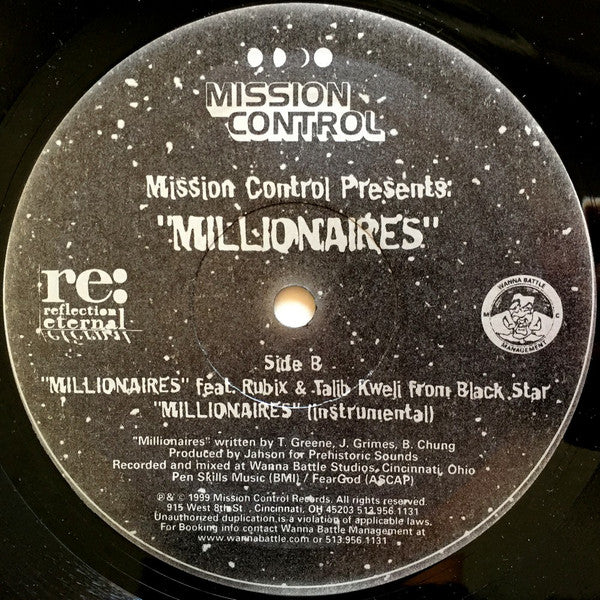 MISSION
CONTROL
Mission Control Presents:
"MILLIONAIRES"
re:
reflection
eternal
eternal
WANNA BATTLE
M C
MANAGEMENT
Side B
"MILLIONAIRES" feat. Rubix & Talib Kweli from Black Star
"MILLIONAIRES" (instrumental)
"Millionaires" written by T. Greene, J. Grimes, B. Chung
Produced by Jahson for Prehistoric Sounds
Recorded and mixed at Wanna Battle Studios, Cincinnati, Ohio
Pen Skills Music (BMI) / FearGod (ASCAP)
℗ & © 1999 Mission Control Records. All rights reserved
915 West 8th St . Cincinnati, OH 45203 513.956.1131
Unauthorized duplication is a violation of applicable laws.
For Booking info contact Wanna Battle Management at
www.wannabattle.com or 513.956.1131